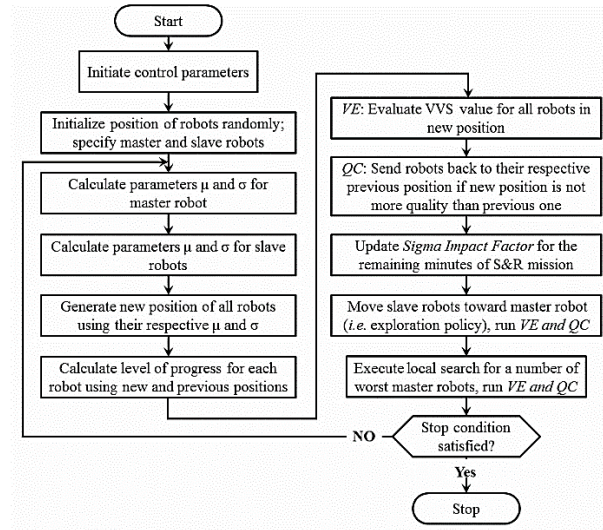 Start
Initiate control parameters
Initialize position of robots randomly;
specify master and slave robots
Calculate parameters μ and σ for
master robot
Calculate parameters μ and σ for slave
robots
Generate new position of all robots
using their respective μ and σ
Calculate level of progress for each
robot using new and previous positions
VE: Evaluate VVS value for all robots in
new position
QC: Send robots back to their respective
previous position if new position is not
more quality than previous one
Update Sigma Impact Factor for the
remaining minutes of S&R mission
Move slave robots toward master robot
(i.e. exploration policy), run VE and QC
Execute local search for a number of
worst master robots, run VE and QC
Stop condition
satisfied?
NO
Yes
Stop